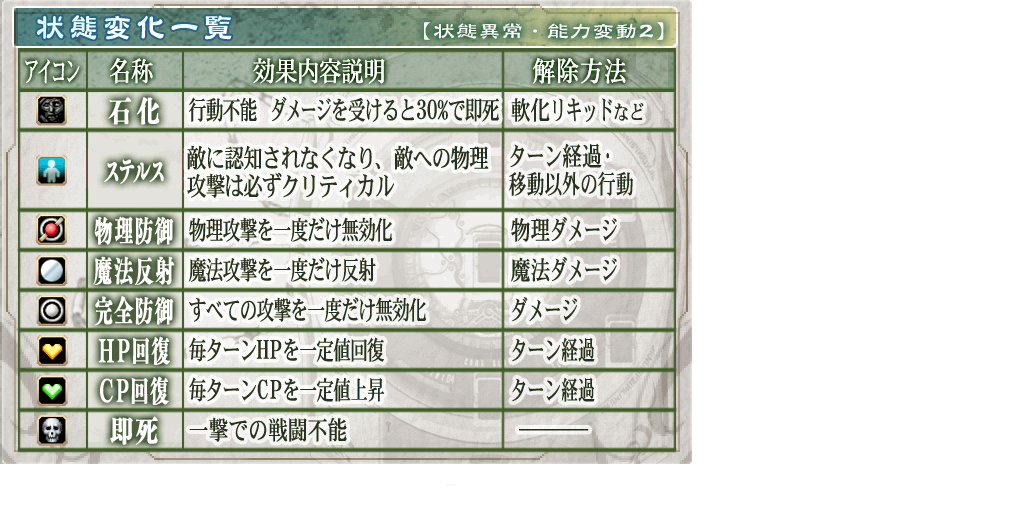 状態変化一覧 【状態異常・能力変動2】
アイコン 名称 効果内容説明 解除方法
石化 行動不能 ダメージを受けると30%で即死 軟化リキッドなど
ステルス 敵に認知されなくなり、敵への物理 ターン経過・
攻撃は必ずクリティカル 移動以外の行動
物理防御 物理攻撃を一度だけ無効化 物理ダメージ
魔法反射 魔法攻撃を一度だけ反射 魔法ダメージ
完全防御 すべての攻撃を一度だけ無効化 ダメージ
HP回復 毎ターンHPを一定値回復 ターン経過
CP回復 毎ターンCPを一定値上昇 ターン経過
即死 一撃での戦闘不能 ―――